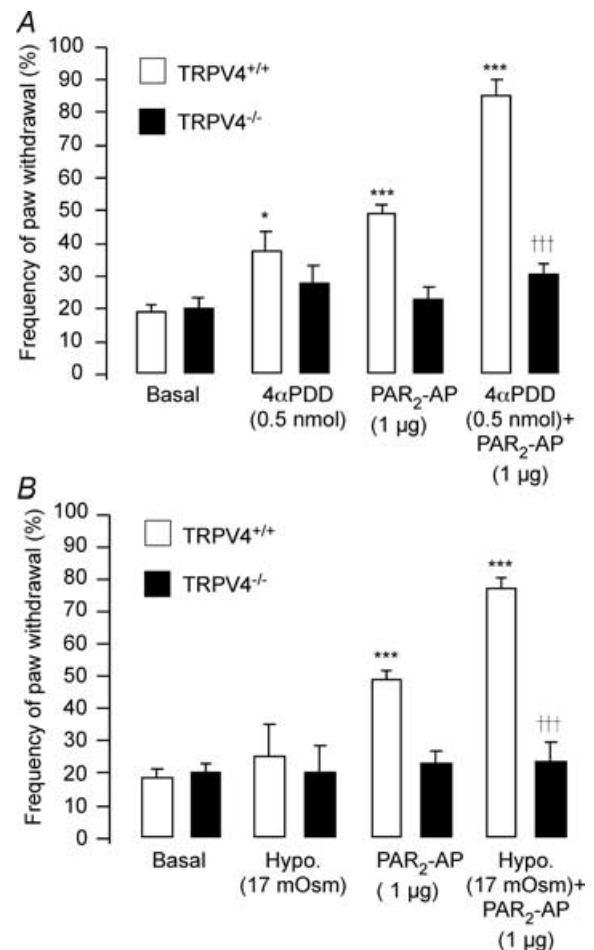 A
Frequency of paw withdrawal (%)
100
90
80
70
60
50
40
30
20
10
0
TRPV4+/+
TRPV4-/-
*
***
***
†††
Basal
4αPDD
(0.5 nmol)
PAR2-AP
(1 µg)
4αPDD
(0.5 nmol)+
PAR2-AP
(1 µg)
B
Frequency of paw withdrawal (%)
100
90
80
70
60
50
40
30
20
10
0
TRPV4+/+
TRPV4-/-
***
***
†††
Basal
Hypo.
(17 mOsm)
PAR2-AP
( 1 µg)
Hypo.
(17 mOsm)+
PAR2-AP
(1 µg)